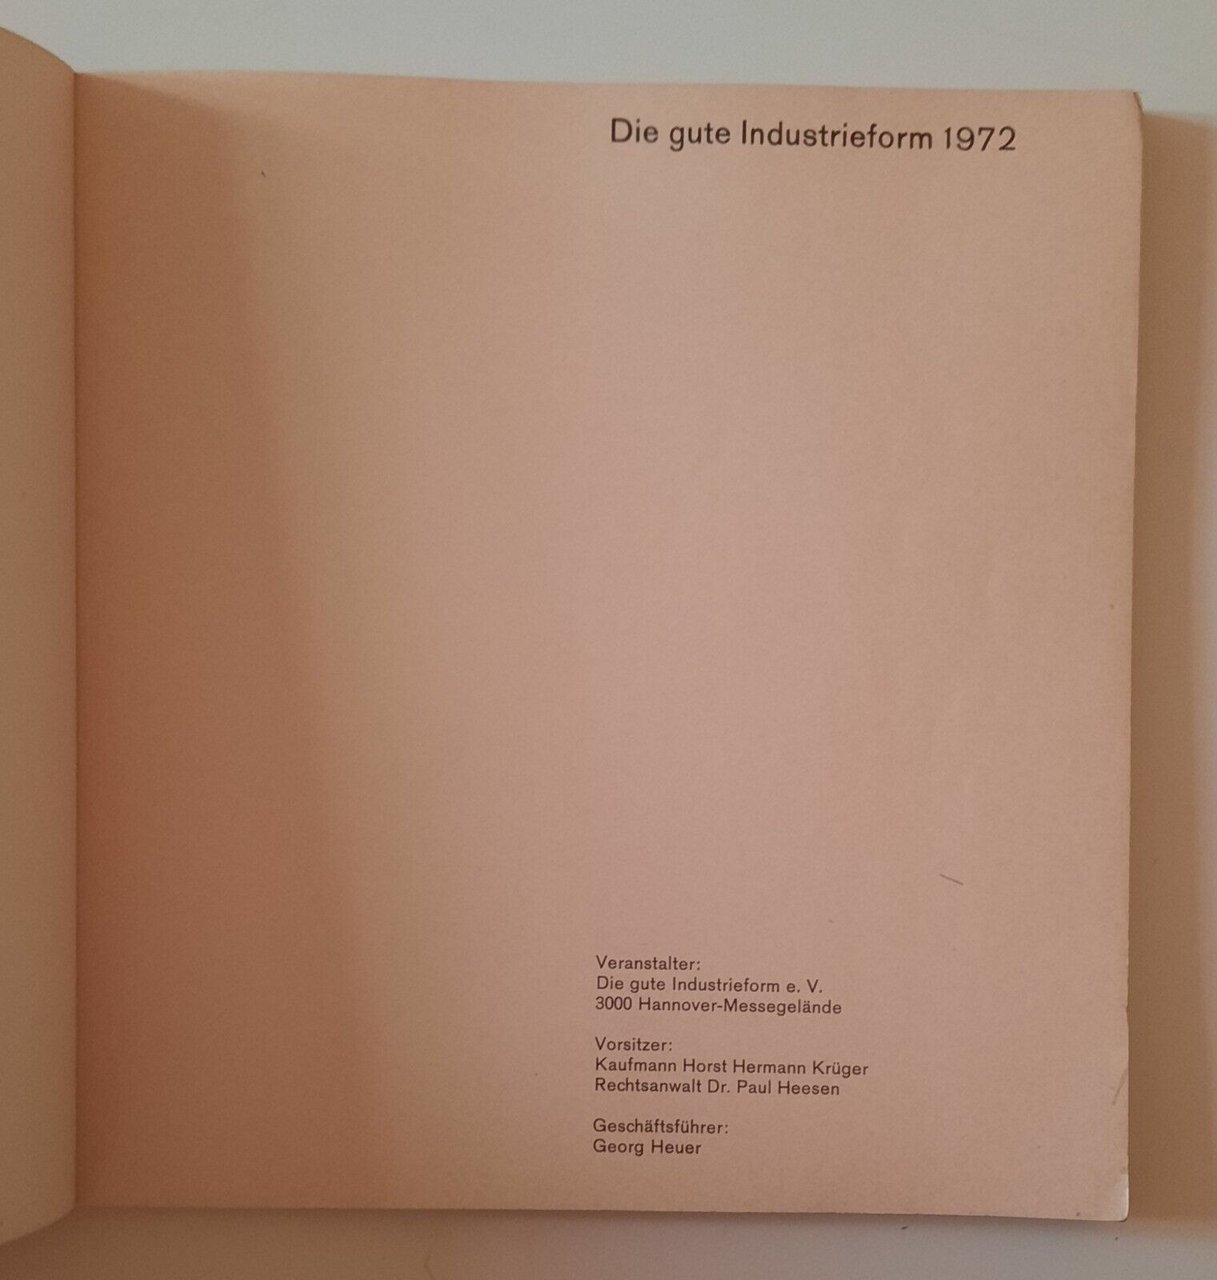 Die gute Industrieform 1972
Veranstalter:
Die gute Industrieform e. V.
3000 Hannover-Messegelände
Vorsitzer:
Kaufmann Horst Hermann Krüger
Rechtsanwalt Dr. Paul Heesen
Geschäftsführer:
Georg Heuer